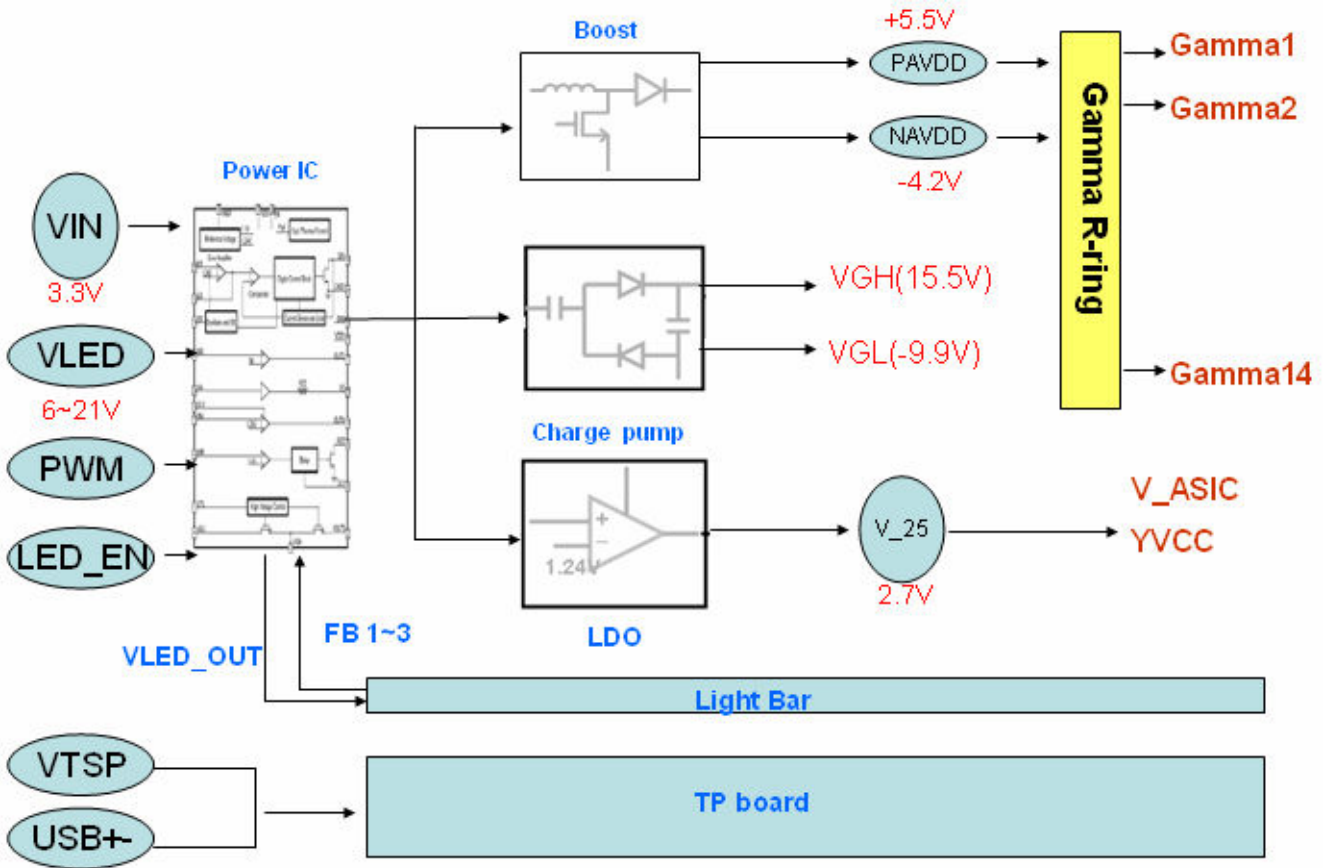 Boost
+5.5V
PAVDD
NAVDD
-4.2V
Gamma R-ring
Gamma1
Gamma2
Gamma14
Power IC
VIN
3.3V
VLED
6~21V
PWM
LED_EN
VGH(15.5V)
VGL(-9.9V)
Charge pump
1.24V
LDO
V_25
2.7V
V_ASIC
YVCC
VLED_OUT
FB 1~3
Light Bar
VTSP
USB+-
TP board